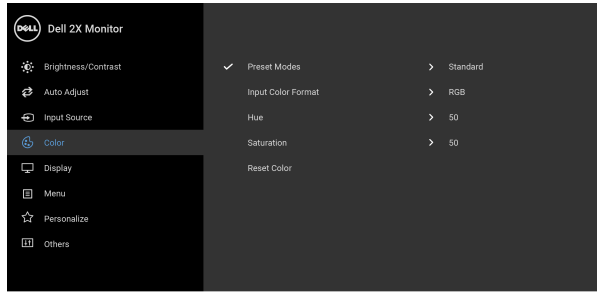 DELL Dell 2X Monitor
Brightness/Contrast
Auto Adjust
Input Source
Color
Display
Menu
Personalize
Others
Preset Modes Standard
Input Color Format RGB
Hue 50
Saturation 50
Reset Color